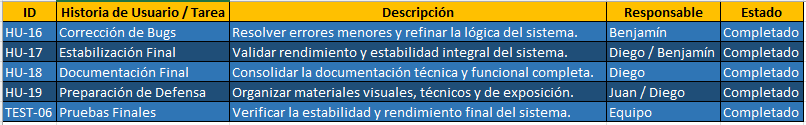 ID Historia de Usuario / Tarea Descripción Responsable Estado
HU-16 Corrección de Bugs Resolver errores menores y refinar la lógica del sistema. Benjamín Completado
HU-17 Estabilización Final Validar rendimiento y estabilidad integral del sistema. Diego / Benjamín Completado
HU-18 Documentación Final Consolidar la documentación técnica y funcional completa. Diego Completado
HU-19 Preparación de Defensa Organizar materiales visuales, técnicos y de exposición. Juan / Diego Completado
TEST-06 Pruebas Finales Verificar la estabilidad y rendimiento final del sistema. Equipo Completado